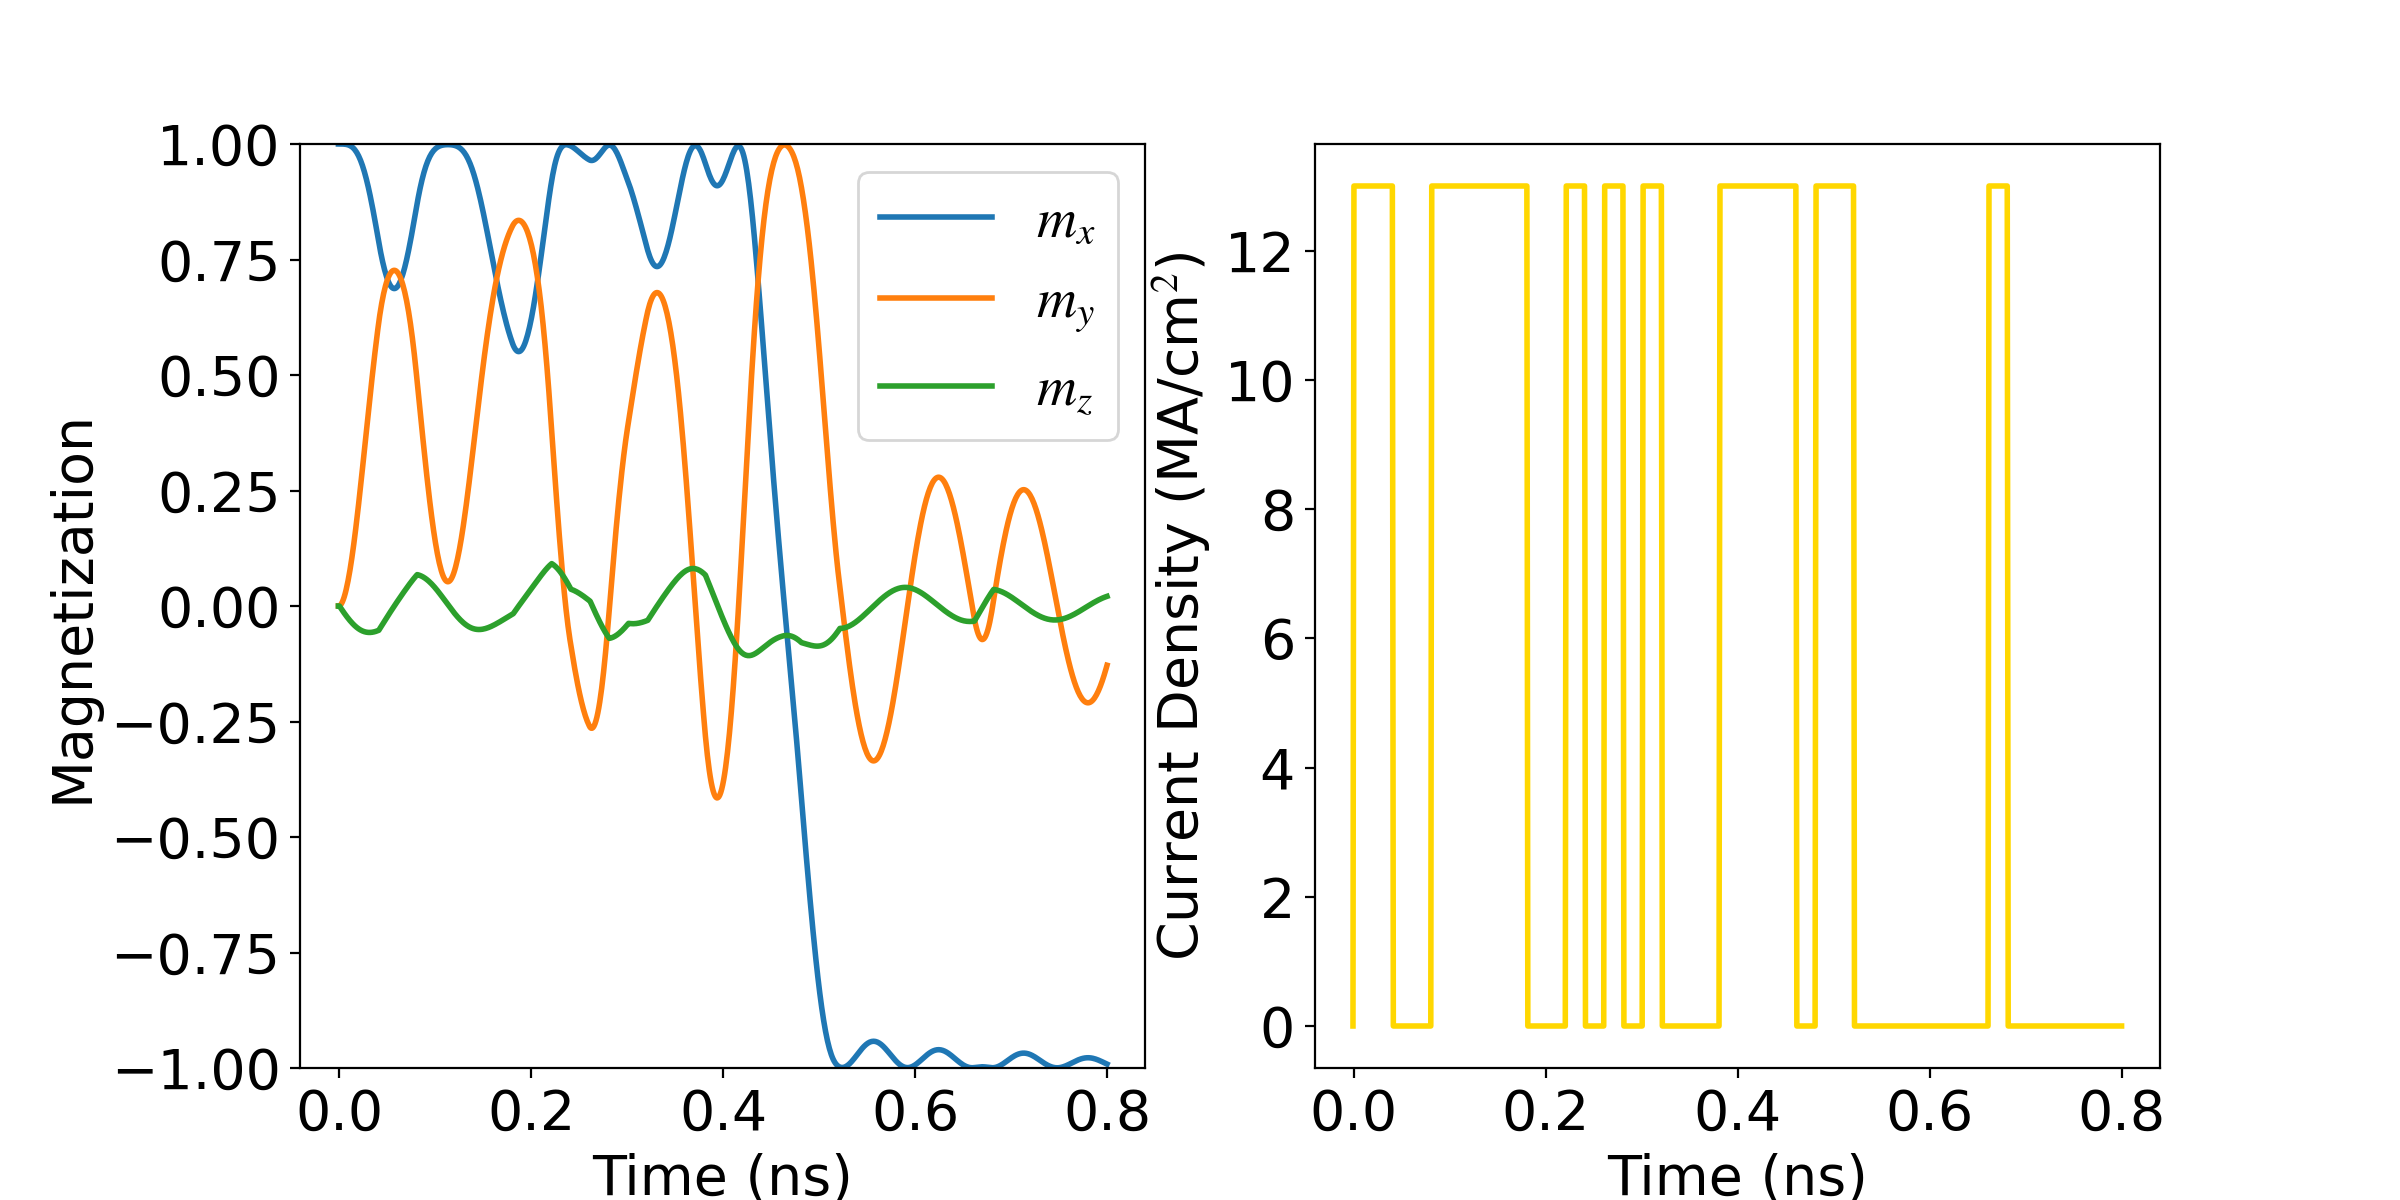 Magnetization
1.00
0.75
0.50
0.25
0.00
−0.25
−0.50
−0.75
−1.00
0.0 0.2 0.4 0.6 0.8
Time (ns)
m_x
m_y
m_z
Current Density (MA/cm²)
12
10
8
6
4
2
0
0.0 0.2 0.4 0.6 0.8
Time (ns)